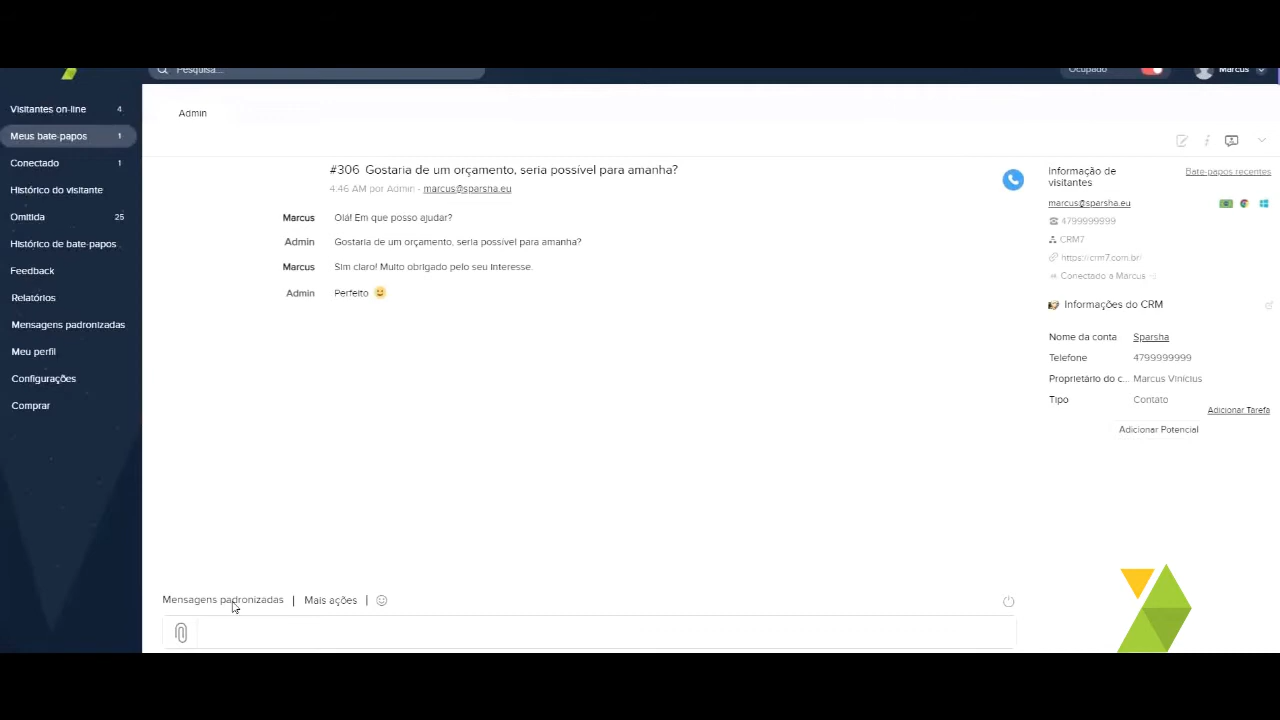 Pesquisa...
Ocupado
Marcus
Visitantes on-line 4
Meus bate-papos 1
Conectado 1
Histórico do visitante
Omitida 25
Histórico de bate-papos
Feedback
Relatórios
Mensagens padronizadas
Meu perfil
Configurações
Comprar
Admin
#306 Gostaria de um orçamento, seria possível para amanha?
4:46 AM por Admin - marcus@sparsha.eu
Marcus Olá! Em que posso ajudar?
Admin Gostaria de um orçamento, seria possível para amanha?
Marcus Sim claro! Muito obrigado pelo seu interesse.
Admin Perfeito
Mensagens padronizadas | Mais ações |
Informação de
visitantes
Bate-papos recentes
marcus@sparsha.eu
4799999999
CRM7
https://crm7.com.br/
Conectado a Marcus
Informações do CRM
Nome da conta Sparsha
Telefone 4799999999
Proprietário do c... Marcus Vinícius
Tipo Contato
Adicionar Tarefa
Adicionar Potencial